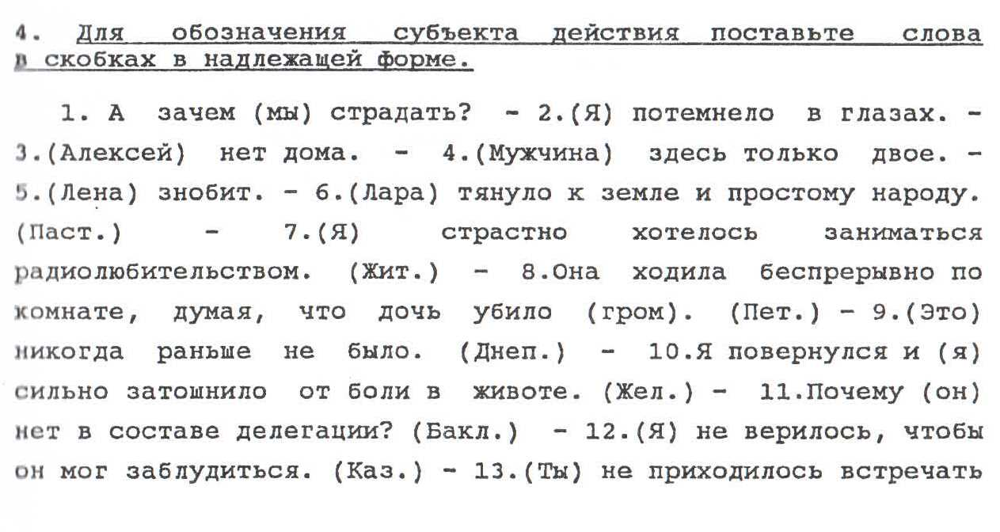 4. Для обозначения субъекта действия поставьте слова
в скобках в надлежащей форме.
1. А зачем (мы) страдать? - 2.(Я) потемнело в глазах. -
3.(Алексей) нет дома. - 4.(Мужчина) здесь только двое. -
5.(Лена) знобит. - 6.(Лара) тянуло к земле и простому народу.
(Паст.) - 7.(Я) страстно хотелось заниматься
радиолюбительством. (Жит.) - 8.Она ходила беспрерывно по
комнате, думая, что дочь убило (гром). (Пет.) - 9.(Это)
никогда раньше не было. (Днеп.) - 10.Я повернулся и (я)
сильно затошнило от боли в животе. (Жел.) - 11.Почему (он)
нет в составе делегации? (Бакл.) - 12.(Я) не верилось, чтобы
он мог заблудиться. (Каз.) - 13.(Ты) не приходилось встречать